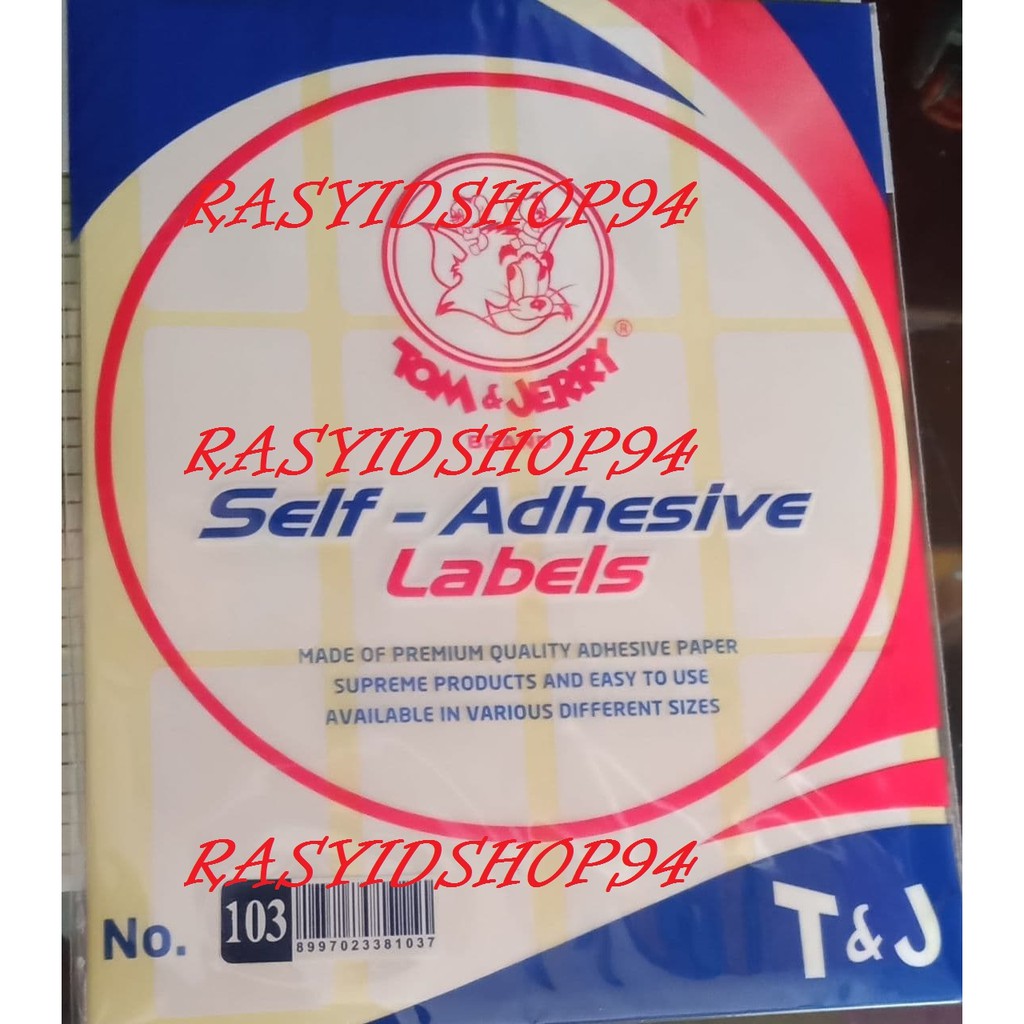 RASYIDSHOP94
TOM & JERRY ®
BRAND
RASYIDSHOP94
Self - Adhesive
Labels
MADE OF PREMIUM QUALITY ADHESIVE PAPER
SUPREME PRODUCTS AND EASY TO USE
AVAILABLE IN VARIOUS DIFFERENT SIZES
RASYIDSHOP94
No. 103
8997023381037
T & J